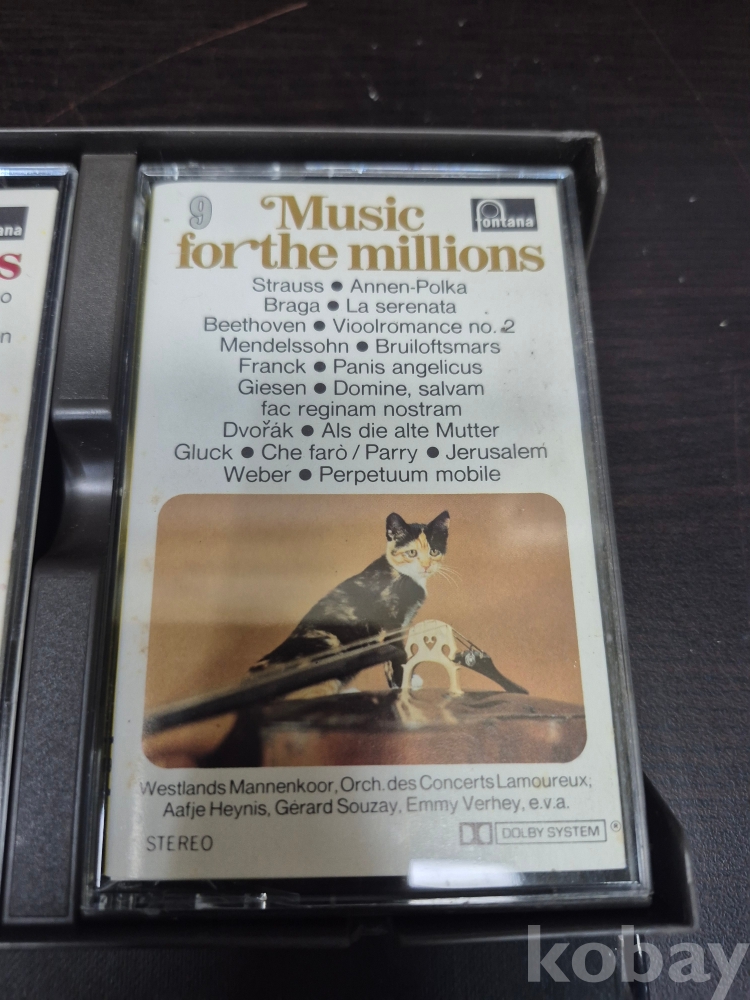 9 Music
for the millions
fontana
Strauss ● Annen-Polka
Braga ● La serenata
Beethoven ● Vioolromance no. 2
Mendelssohn ● Bruiloftsmars
Franck ● Panis angelicus
Giesen ● Domine, salvam
fac reginam nostram
Dvořák ● Als die alte Mutter
Gluck ● Che farò / Parry ● Jerusalem
Weber ● Perpetuum mobile
Westlands Mannenkoor, Orch. des Concerts Lamoureux,
Aafje Heynis, Gérard Souzay, Emmy Verhey, e.v.a.
STEREO
DOLBY SYSTEM ®
kobay